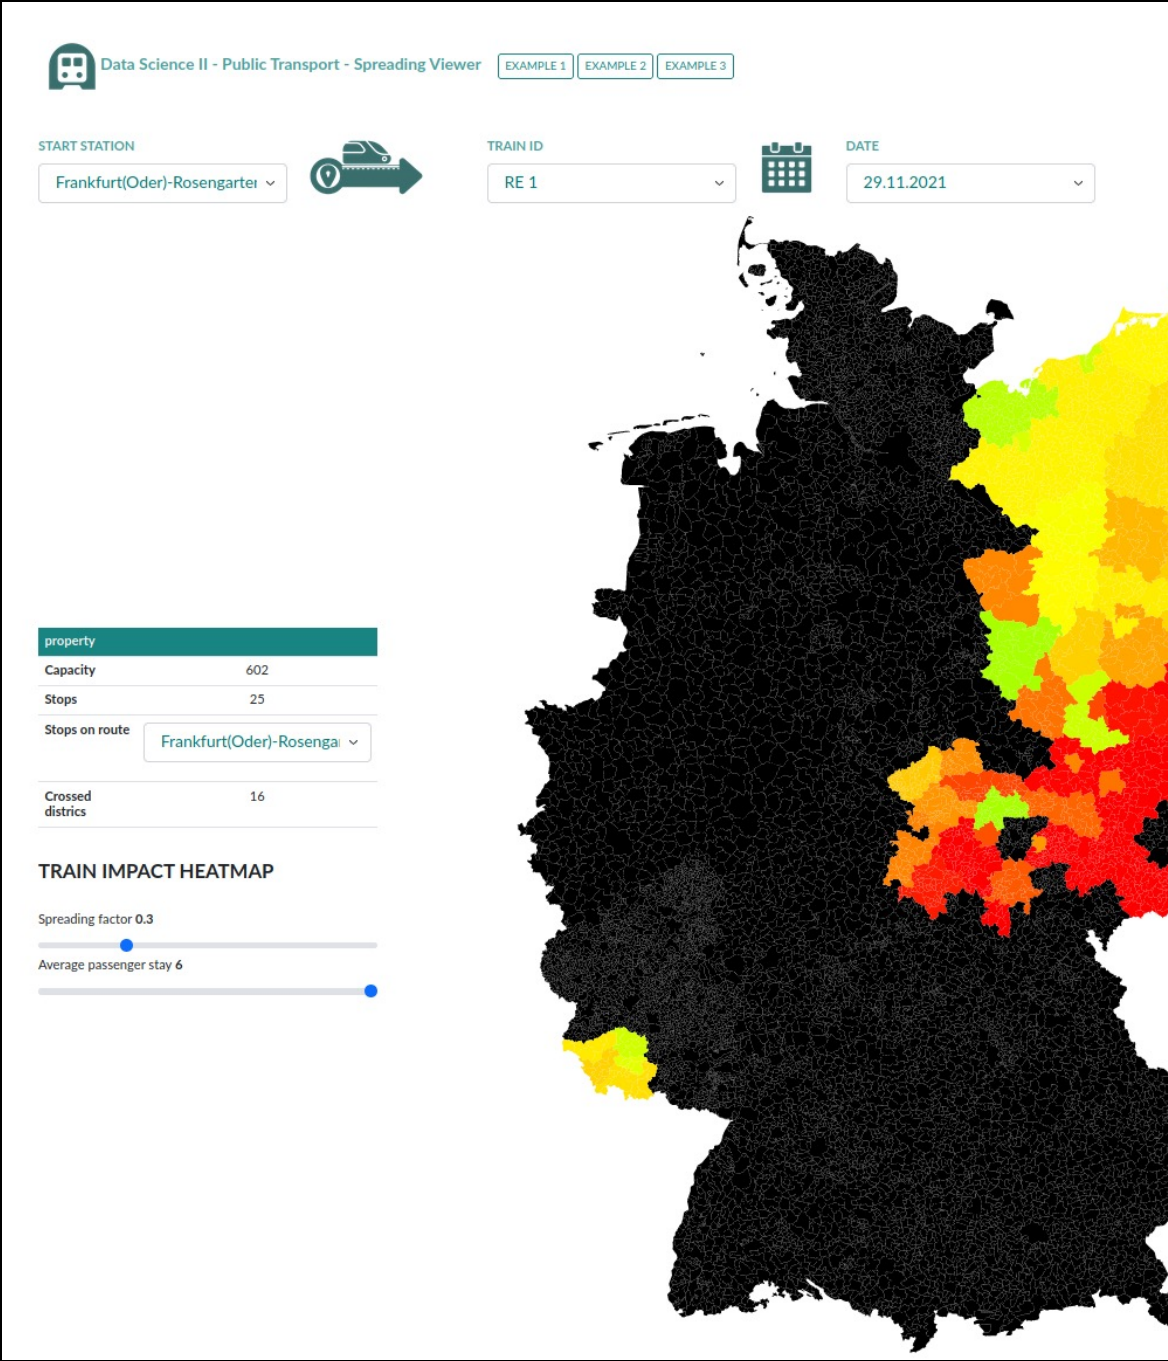 Data Science II - Public Transport - Spreading Viewer
EXAMPLE 1
EXAMPLE 2
EXAMPLE 3
START STATION
TRAIN ID
DATE
Frankfurt(Oder)-Rosengarter
RE 1
29.11.2021
property
Capacity 602
Stops 25
Stops on route Frankfurt(Oder)-Rosenga
Crossed 16
districs
TRAIN IMPACT HEATMAP
Spreading factor 0.3
Average passenger stay 6